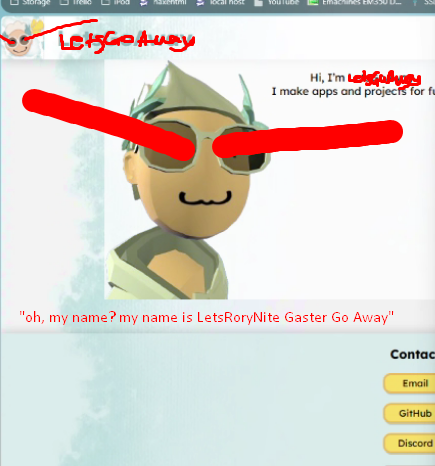 Storage Trello iPod haxenfml local host YouTube Emachines EM350 D...
LetsGoAway
Hi, I'm LetsGoAway
I make apps and projects for fu
"oh, my name? my name is LetsRoryNite Gaster Go Away"
Contac
Email
GitHub
Discord